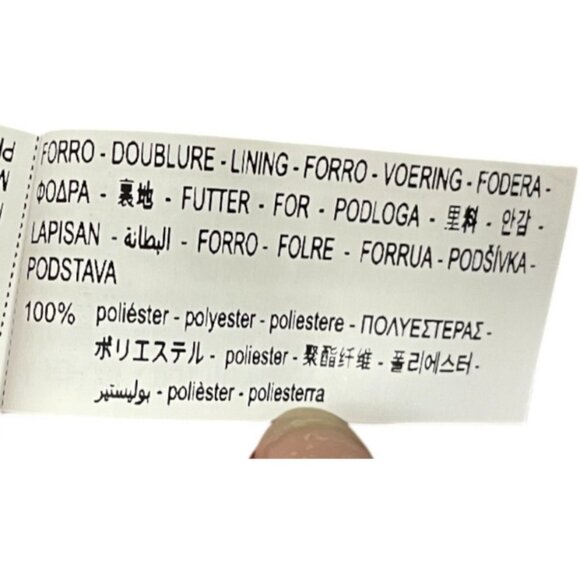 FORRO - DOUBLURE - LINING - FORRO - VOERING - FODERA -
ΦΟΔΡΑ - 裏地 - FUTTER - FOR - PODLOGA - 里料 - 안감 -
LAPISAN - البطانة - FORRO - FOLRE - FORRUA - PODŠÍVKA -
PODSTAVA
100% poliéster - polyester - poliestere - ΠΟΛΥΕΣΤΕΡΑΣ -
ポリエステル - poliester - 聚酯纤维 - 폴리에스터 -
بوليستير - polièster - poliesterra